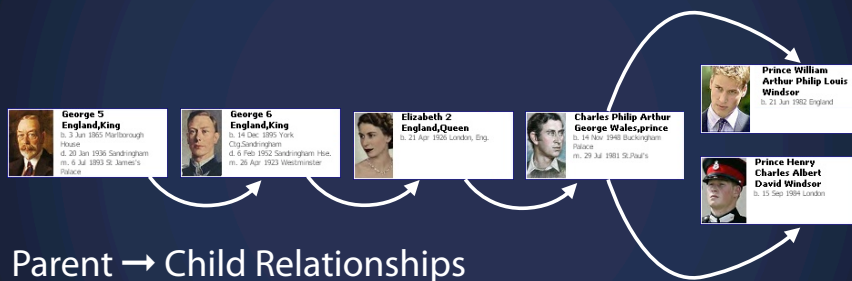 George 5
England,King
b. 3 Jun 1865 Marlborough
House
d. 20 Jan 1936 Sandringham
m. 6 Jul 1893 St James's
Palace
George 6
England,King
b. 14 Dec 1895 York
Ctg.Sandringham
d. 6 Feb 1952 Sandringham Hse.
m. 26 Apr 1923 Westminster
Elizabeth 2
England,Queen
b. 21 Apr 1926 London, Eng.
Charles Philip Arthur
George Wales,prince
b. 14 Nov 1948 Buckingham
Palace
m. 29 Jul 1981 St.Paul's
Prince William
Arthur Philip Louis
Windsor
b. 21 Jun 1982 England
Prince Henry
Charles Albert
David Windsor
b. 15 Sep 1984 London
Parent → Child Relationships